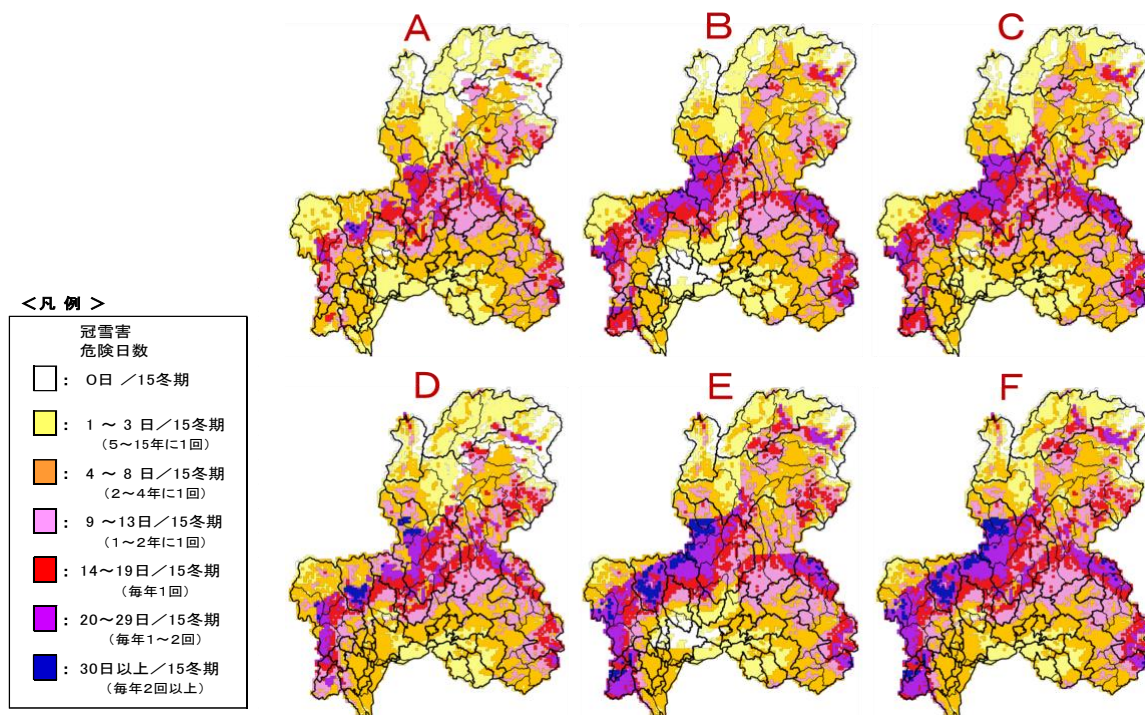 A
B
C
D
E
F
<凡 例>
冠雪害
危険日数
: 0日 /15冬期
: 1 ~ 3 日/15冬期
(5~15年に1回)
: 4 ~ 8 日/15冬期
(2~4年に1回)
: 9 ~13日/15冬期
(1~2年に1回)
: 14~19日/15冬期
(毎年1回)
: 20~29日/15冬期
(毎年1~2回)
: 30日以上/15冬期
(毎年2回以上)